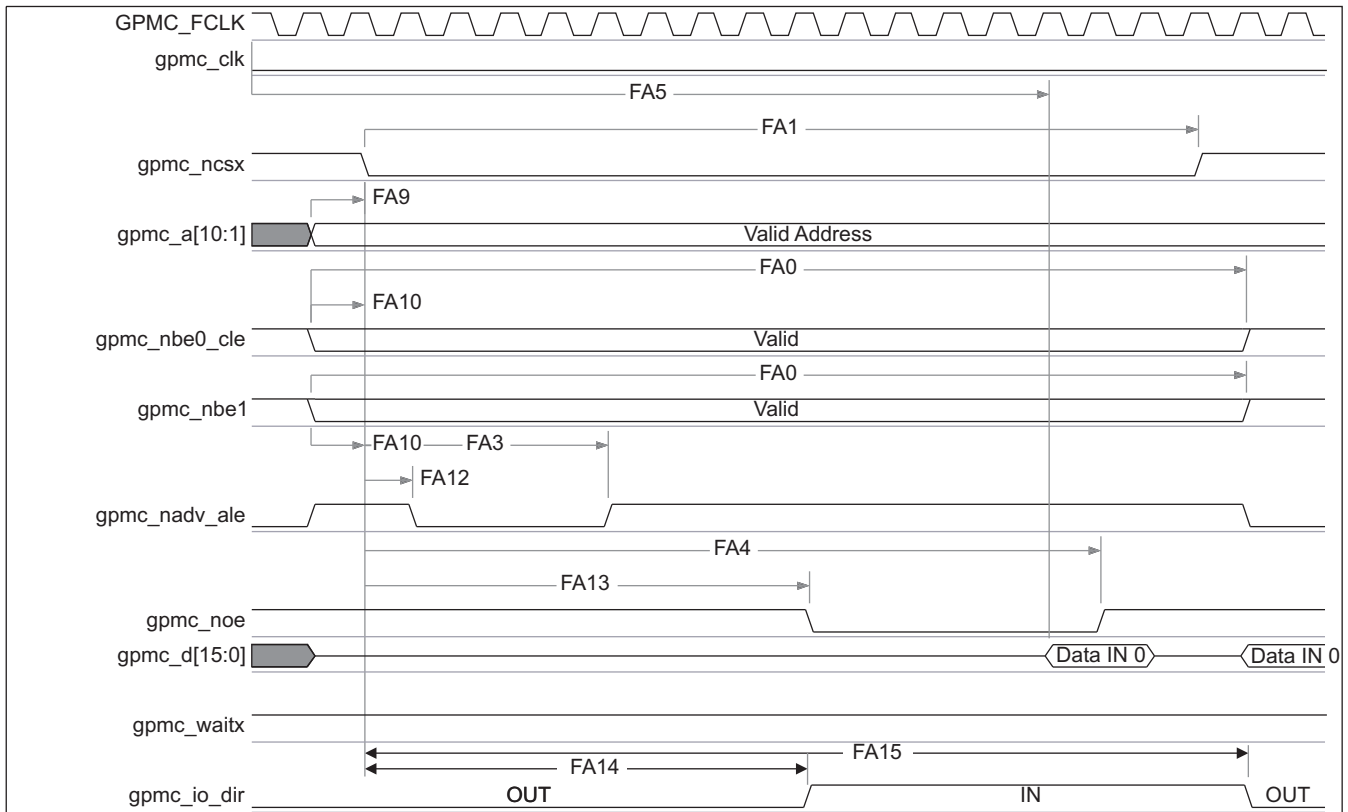 GPMC_FCLK
gpmc_clk
FA5
FA1
gpmc_ncsx
FA9
gpmc_a[10:1] Valid Address
FA0
FA10
gpmc_nbe0_cle Valid
FA0
gpmc_nbe1 Valid
FA10 FA3
FA12
gpmc_nadv_ale
FA4
FA13
gpmc_noe
gpmc_d[15:0] Data IN 0 Data IN 0
gpmc_waitx
FA15
FA14
gpmc_io_dir OUT IN OUT